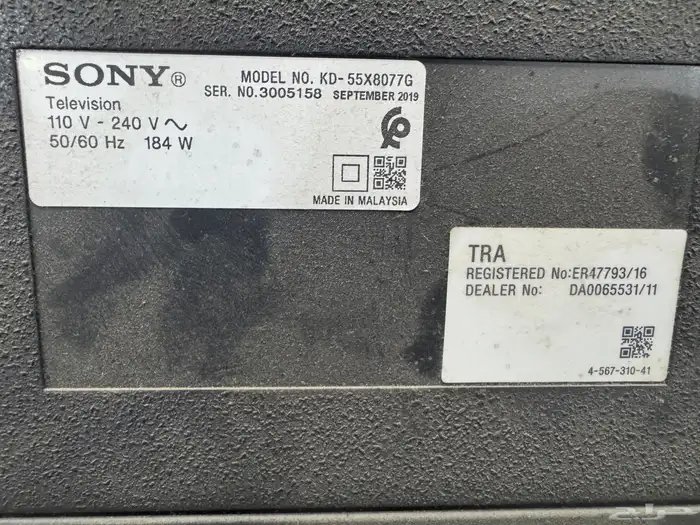 SONY®
MODEL NO. KD-55X8077G
SER. NO.3005158 SEPTEMBER 2019
Television
110 V - 240 V ~
50/60 Hz 184 W
MADE IN MALAYSIA
TRA
REGISTERED No:ER47793/16
DEALER No: DA0065531/11
4-567-310-41
حراج